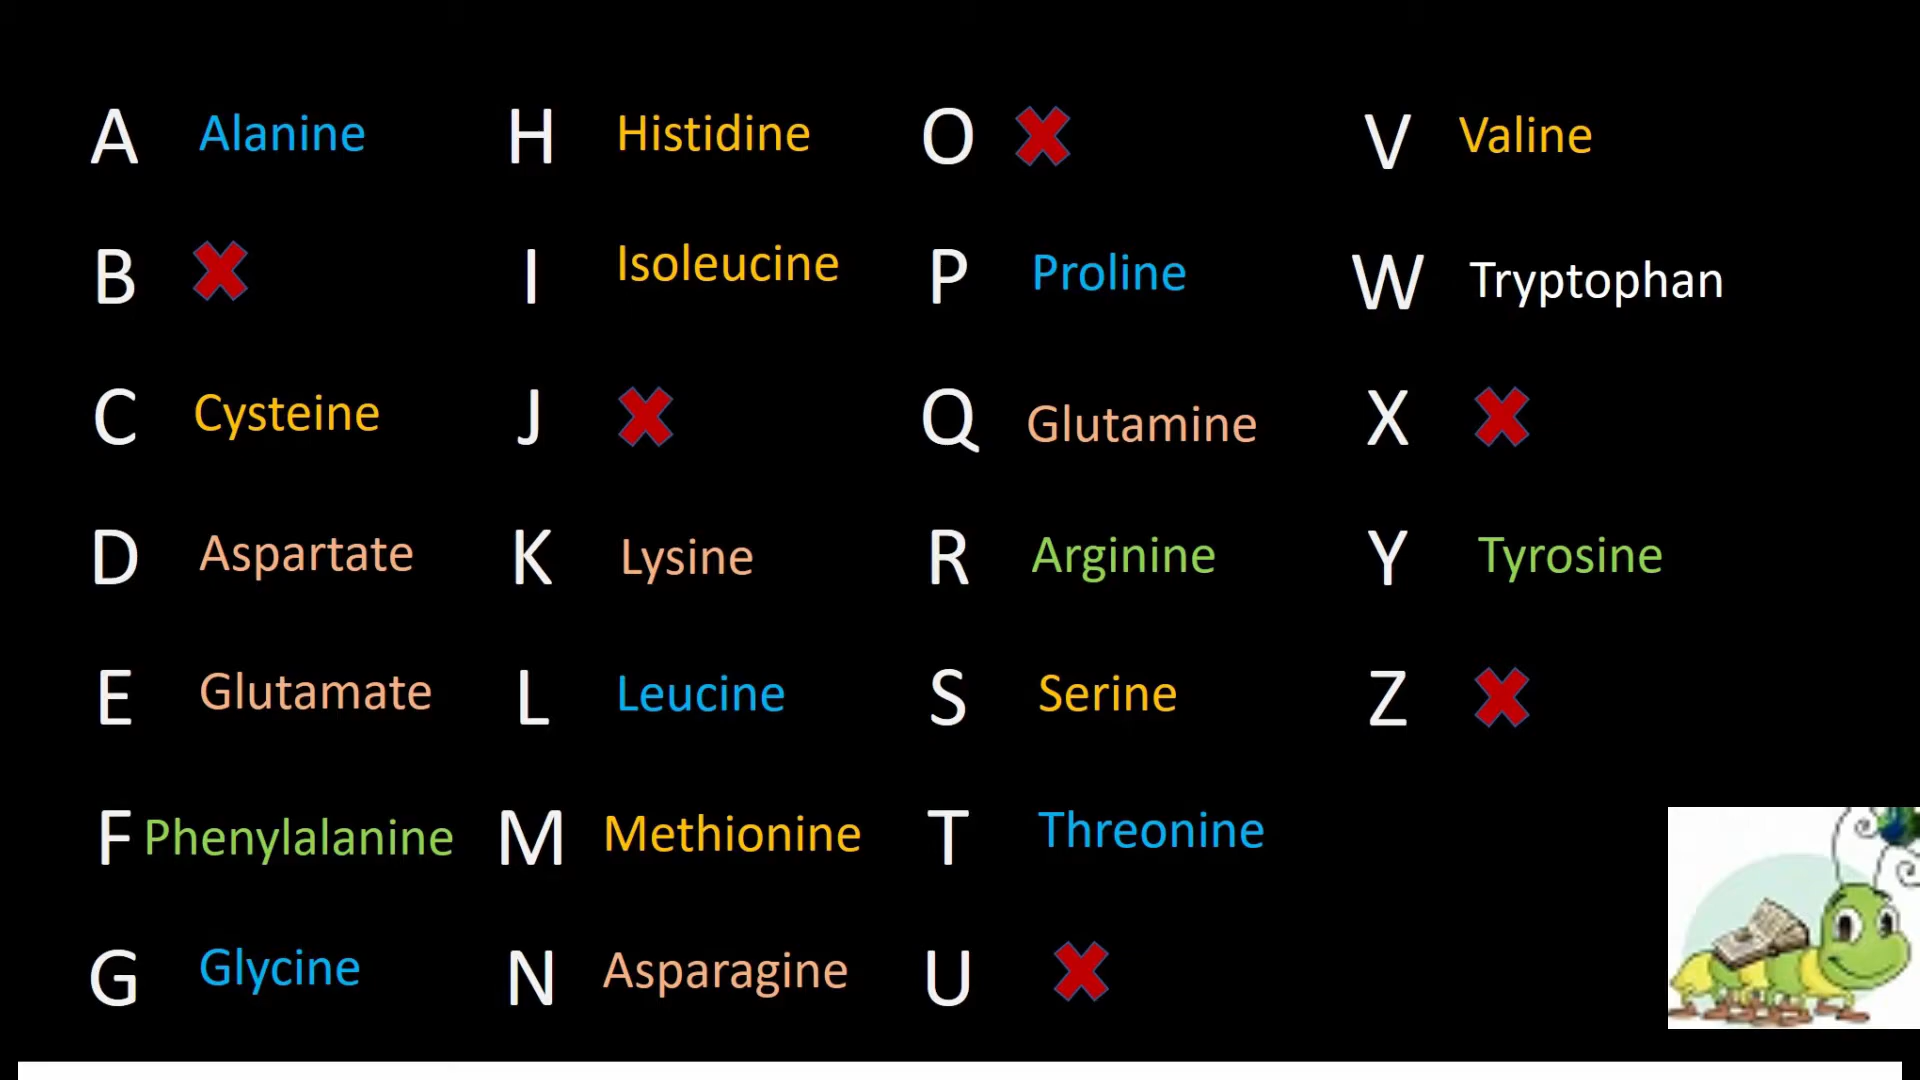 A Alanine
B
C Cysteine
D Aspartate
E Glutamate
F Phenylalanine
G Glycine
H Histidine
I Isoleucine
J
K Lysine
L Leucine
M Methionine
N Asparagine
O
P Proline
Q Glutamine
R Arginine
S Serine
T Threonine
U
V Valine
W Tryptophan
X
Y Tyrosine
Z